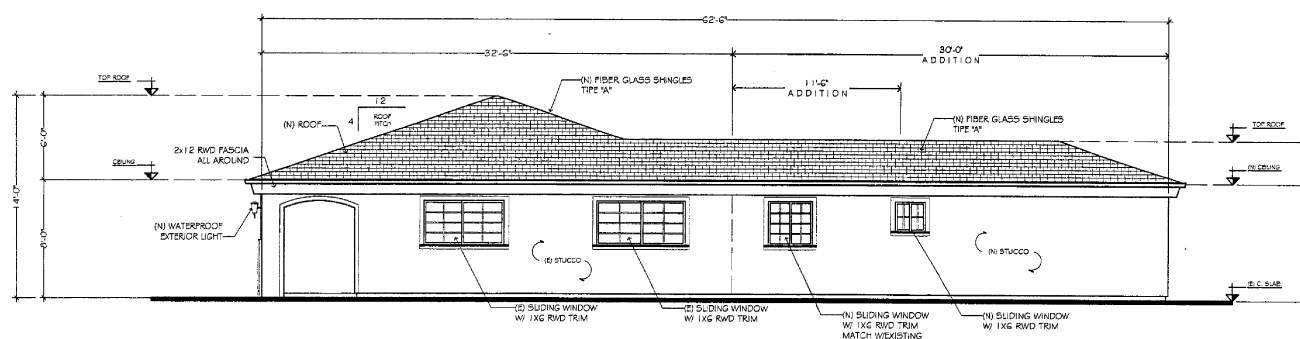 62'-6"
32'-6"
30'-0"
ADDITION
11'-6"
ADDITION
TOP ROOF
(N) FIBER GLASS SHINGLES
TIPE "A"
12
4
ROOF
PITCH
(N) ROOF
(N) FIBER GLASS SHINGLES
TIPE "A"
TOP ROOF
6'-0"
2x12 RWD FASCIA
ALL AROUND
CEILING
(N) CEILING
14'-0"
8'-0"
(N) WATERPROOF
EXTERIOR LIGHT
(E) STUCCO
(N) STUCCO
(E) C. SLAB
(E) SLIDING WINDOW
W/ 1X6 RWD TRIM
(E) SLIDING WINDOW
W/ 1X6 RWD TRIM
(N) SLIDING WINDOW
W/ 1X6 RWD TRIM
MATCH W/EXISTING
(N) SLIDING WINDOW
W/ 1X6 RWD TRIM